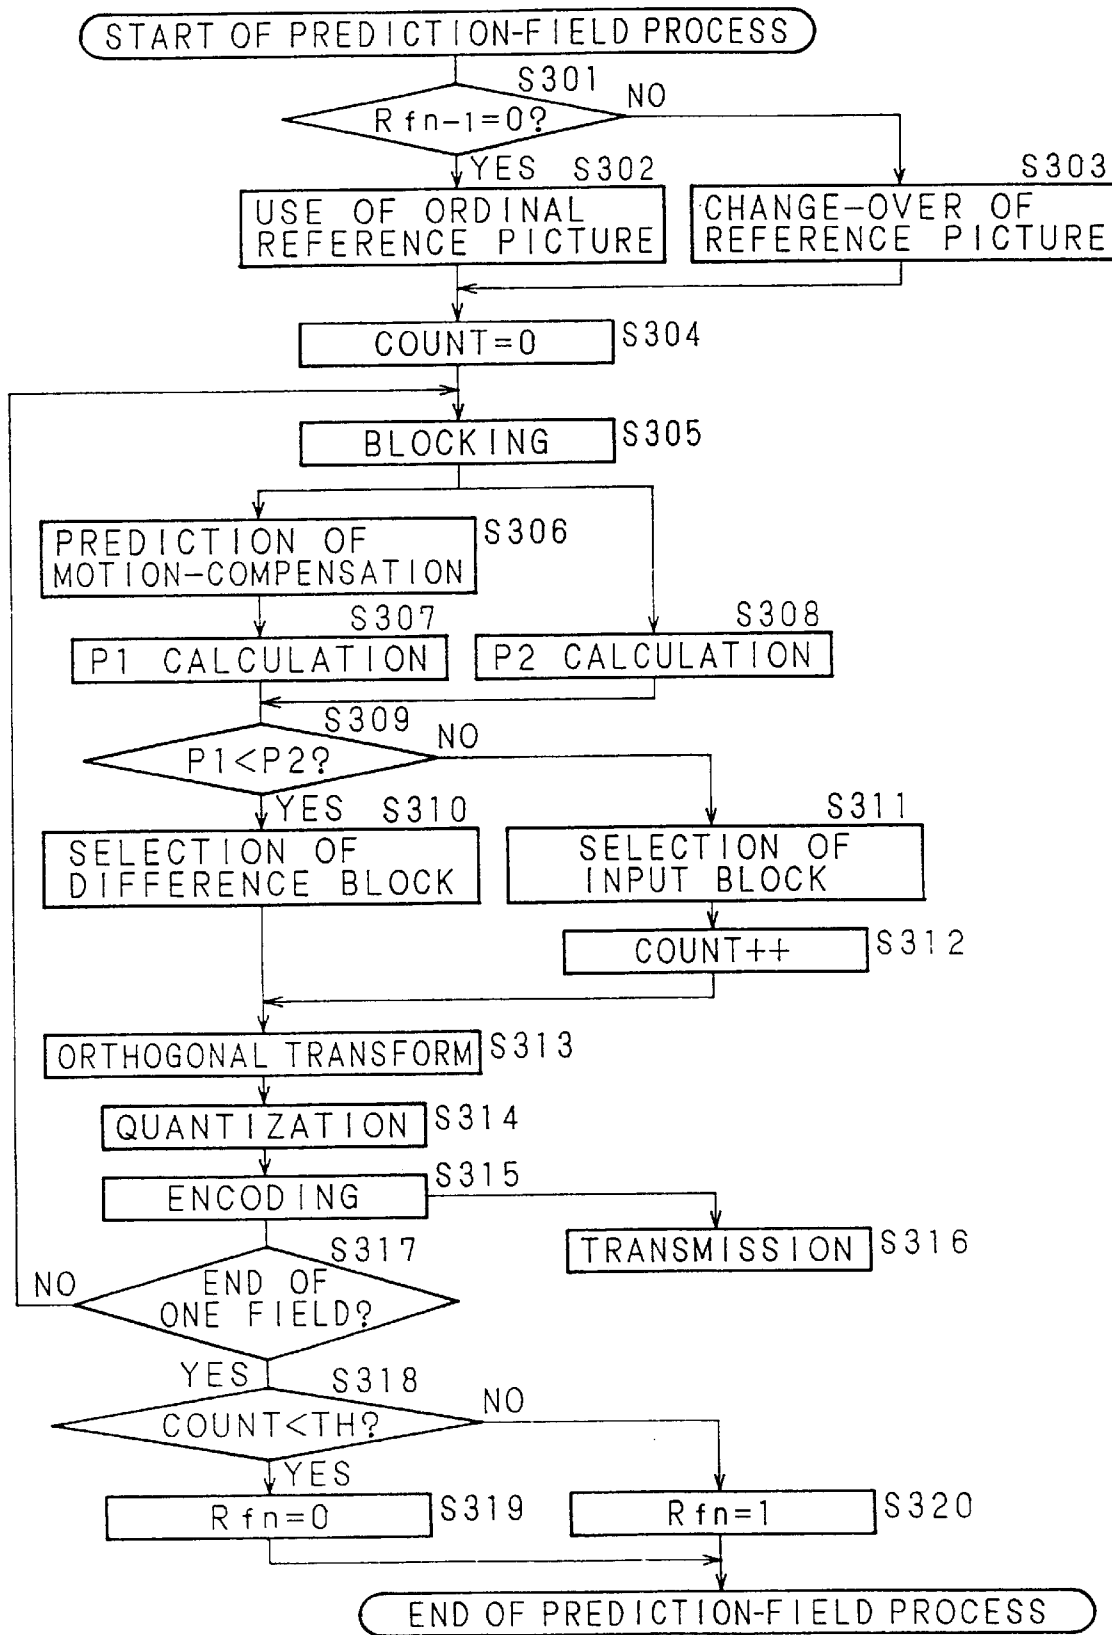 START OF PREDICTION-FIELD PROCESS
S301
Rfn-1=0?
NO
YES
S302
S303
USE OF ORDINAL
REFERENCE PICTURE
CHANGE-OVER OF
REFERENCE PICTURE
COUNT=0
S304
BLOCKING
S305
PREDICTION OF
MOTION-COMPENSATION
S306
S307
P1 CALCULATION
S308
P2 CALCULATION
S309
P1<P2?
NO
YES
S310
SELECTION OF
DIFFERENCE BLOCK
S311
SELECTION OF
INPUT BLOCK
COUNT++
S312
ORTHOGONAL TRANSFORM
S313
QUANTIZATION
S314
ENCODING
S315
TRANSMISSION
S316
S317
END OF
ONE FIELD?
NO
YES
S318
COUNT<TH?
NO
YES
Rfn=0
S319
Rfn=1
S320
END OF PREDICTION-FIELD PROCESS